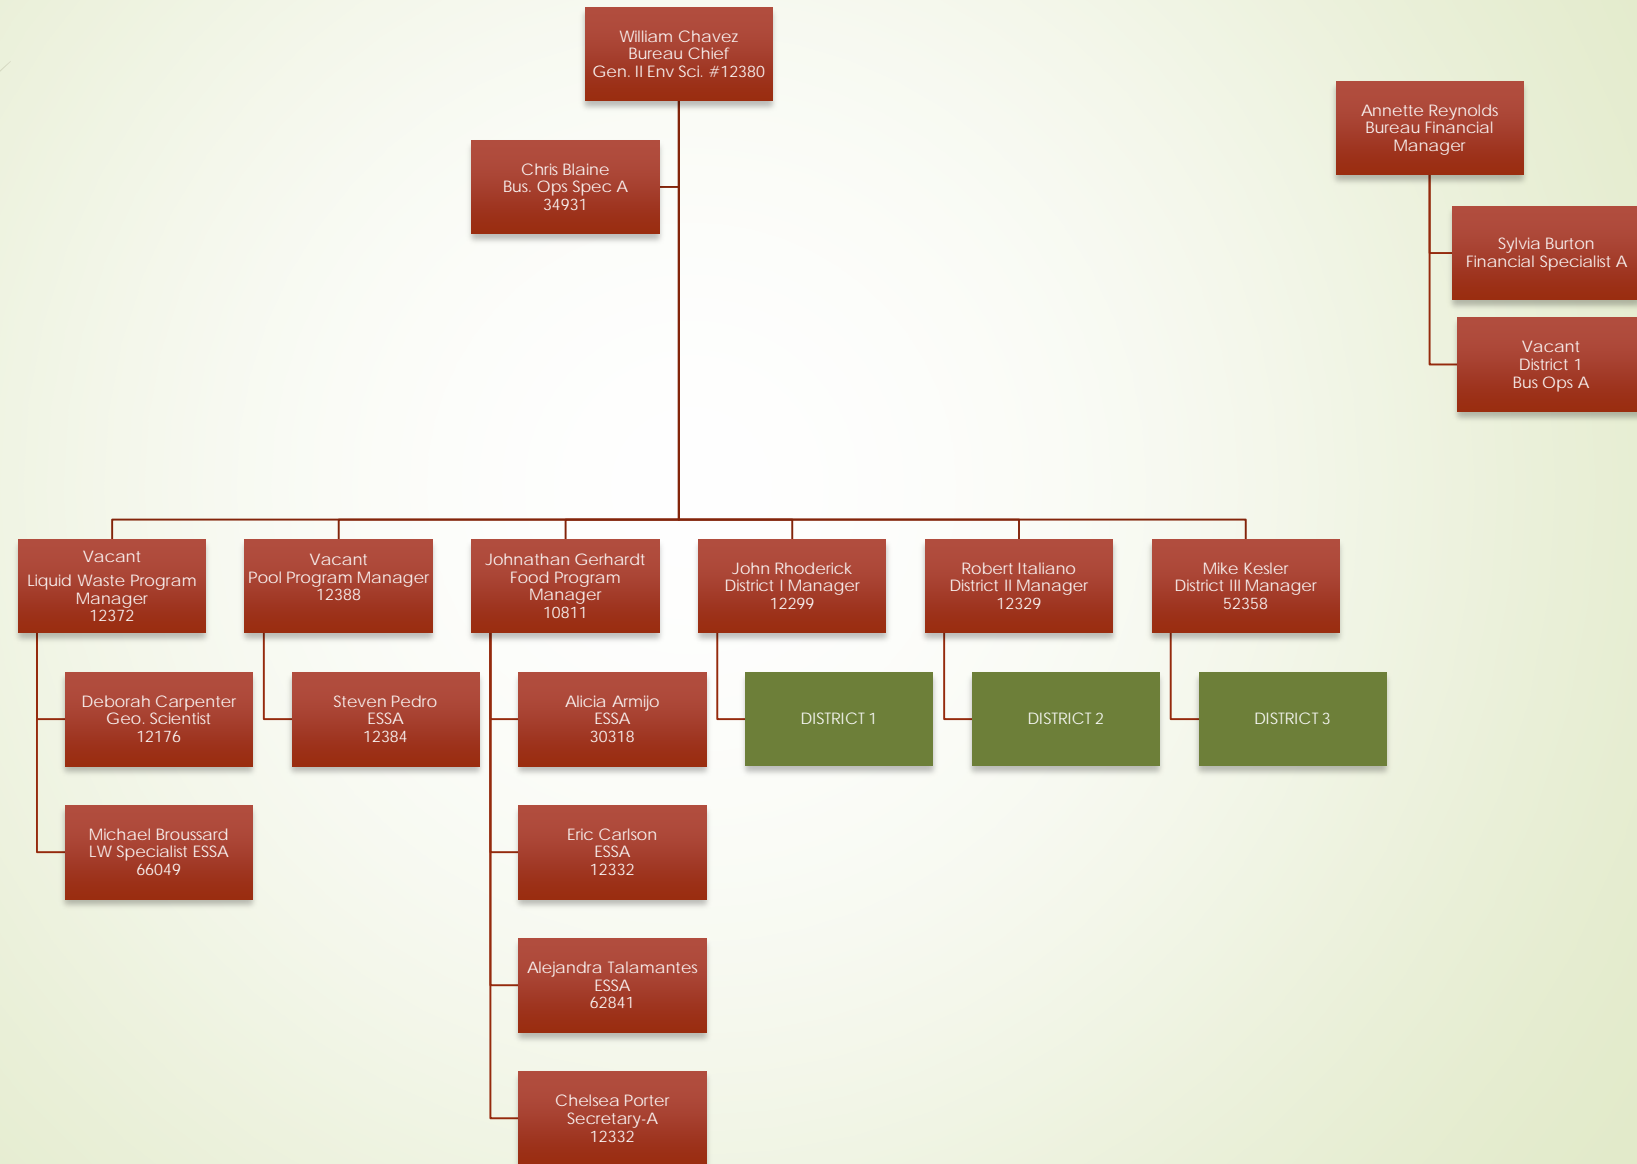 William Chavez
Bureau Chief
Gen. II Env Sci. #12380
Annette Reynolds
Bureau Financial
Manager
Chris Blaine
Bus. Ops Spec A
34931
Sylvia Burton
Financial Specialist A
Vacant
District 1
Bus Ops A
Vacant
Liquid Waste Program
Manager
12372
Vacant
Pool Program Manager
12388
Johnathan Gerhardt
Food Program
Manager
10811
John Rhoderick
District I Manager
12299
Robert Italiano
District II Manager
12329
Mike Kesler
District III Manager
52358
Deborah Carpenter
Geo. Scientist
12176
Steven Pedro
ESSA
12384
Alicia Armijo
ESSA
30318
DISTRICT 1
DISTRICT 2
DISTRICT 3
Michael Broussard
LW Specialist ESSA
66049
Eric Carlson
ESSA
12332
Alejandra Talamantes
ESSA
62841
Chelsea Porter
Secretary-A
12332